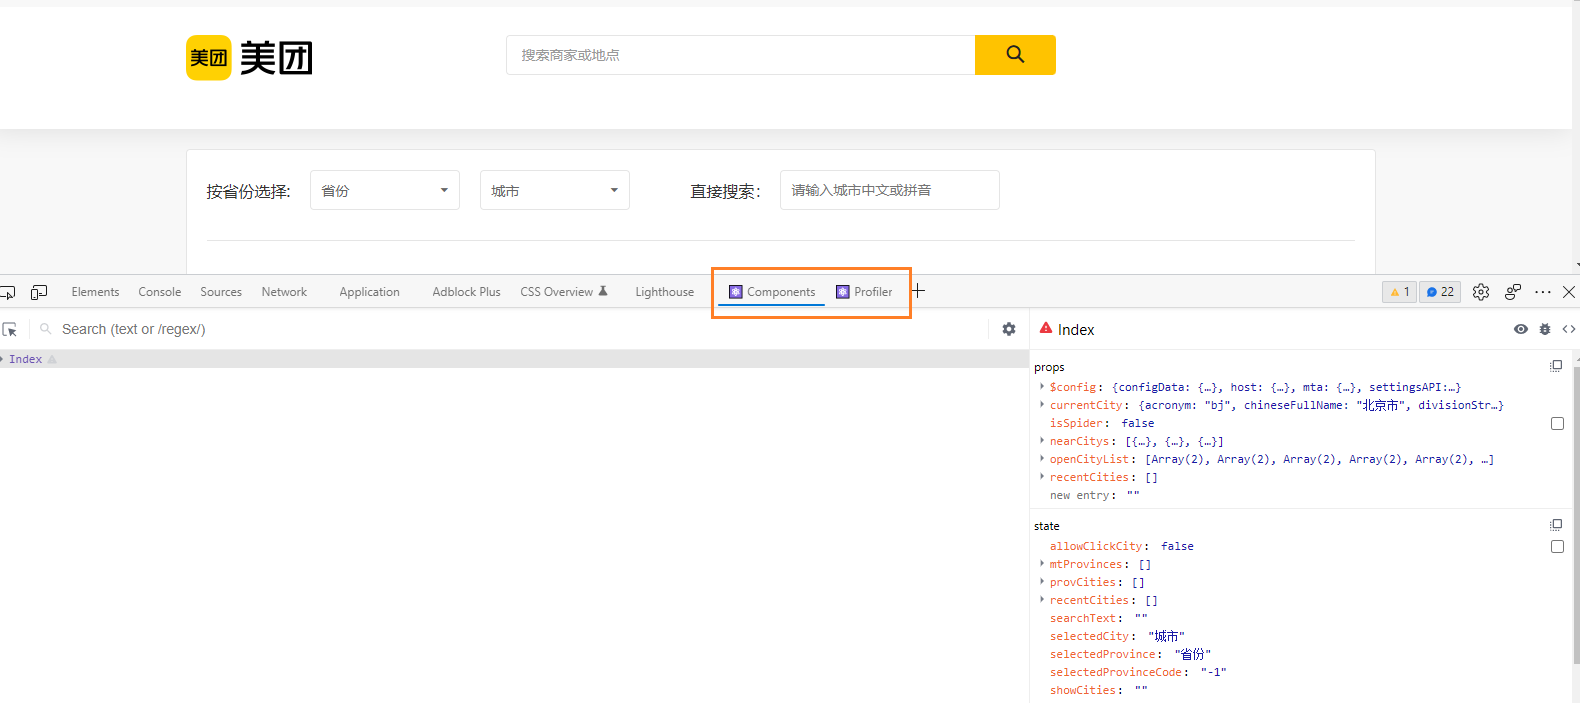 美团 美团
搜索商家或地点
按省份选择: 省份 城市 直接搜索: 请输入城市中文或拼音
Elements Console Sources Network Application Adblock Plus CSS Overview Lighthouse Components Profiler 1 22
Search (text or /regex/)
Index
Index
props
$config: {configData: {…}, host: {…}, mta: {…}, settingsAPI:…}
currentCity: {acronym: "bj", chineseFullName: "北京市", divisionStr…}
isSpider: false
nearCitys: [{…}, {…}, {…}]
openCityList: [Array(2), Array(2), Array(2), Array(2), Array(2), …]
recentCities: []
new entry: ""
state
allowClickCity: false
mtProvinces: []
provCities: []
recentCities: []
searchText: ""
selectedCity: "城市"
selectedProvince: "省份"
selectedProvinceCode: "-1"
showCities: ""